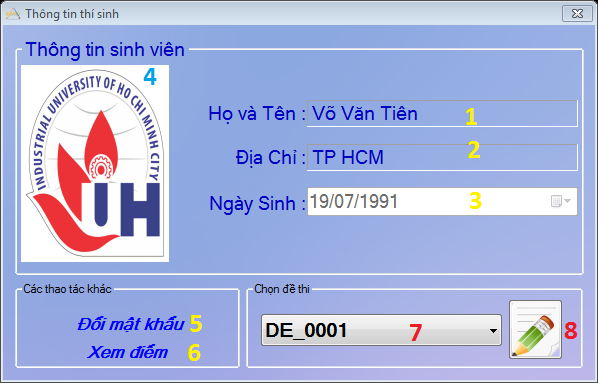 Thông tin thí sinh
Thông tin sinh viên
INDUSTRIAL UNIVERSITY OF HO CHI MINH CITY
IUH
4
Họ và Tên : Võ Văn Tiên 1
Địa Chỉ : TP HCM 2
Ngày Sinh : 19/07/1991 3
Các thao tác khác
Đổi mật khẩu 5
Xem điểm 6
Chọn đề thi
DE_0001 7
8